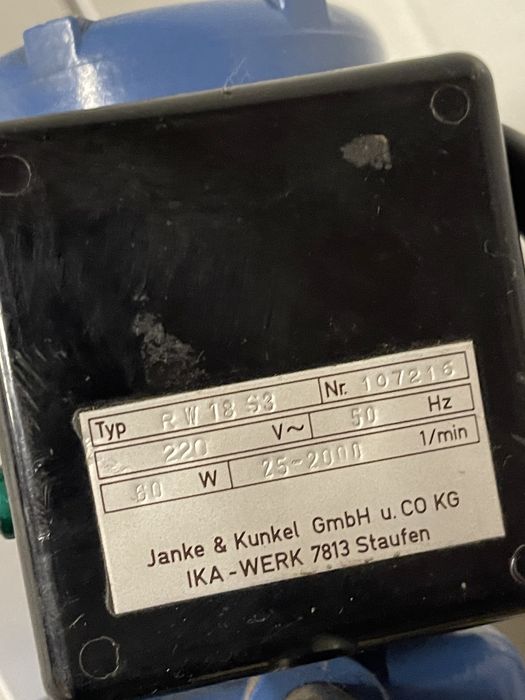 Typ RW 18 S3 Nr. 107216
220 V~ 50 Hz
60 W 25-2000 1/min
Janke & Kunkel GmbH u. CO KG
IKA-WERK 7813 Staufen